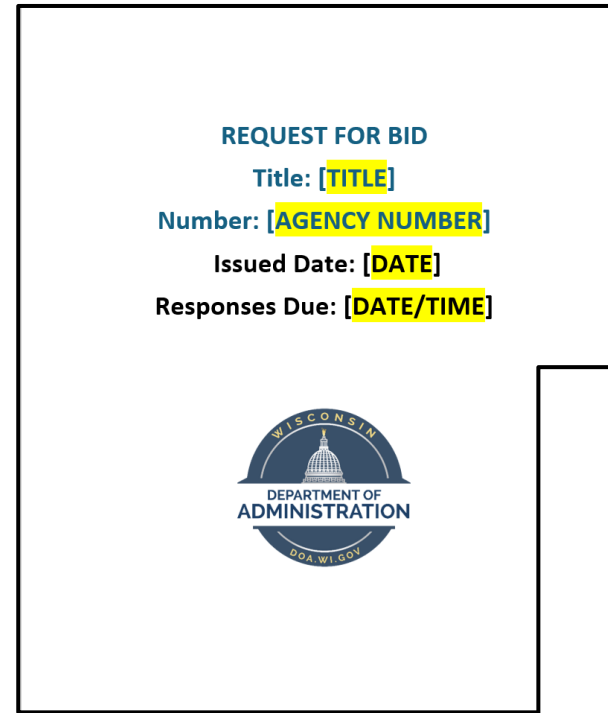 REQUEST FOR BID
Title: [TITLE]
Number: [AGENCY NUMBER]
Issued Date: [DATE]
Responses Due: [DATE/TIME]
WISCONSIN
DEPARTMENT OF
ADMINISTRATION
DOA.WI.GOV